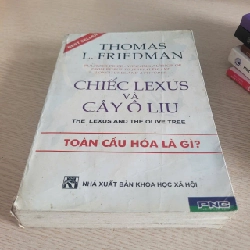 THOMAS
L. FRIEDMAN
CHIẾC LEXUS
VÀ
CÂY Ô LIU
THE LEXUS AND THE OLIVE TREE
TOÀN CẦU HÓA LÀ GÌ?
NHÀ XUẤT BẢN KHOA HỌC XÃ HỘI
PNC